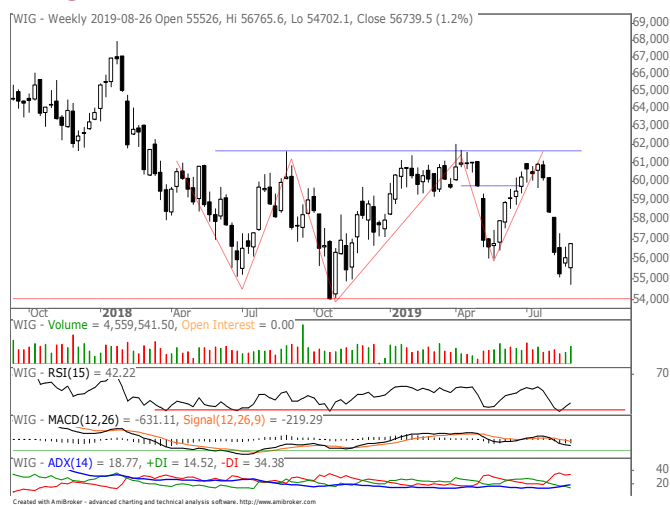 WIG - Weekly 2019-08-26 Open 55526, Hi 56765.6, Lo 54702.1, Close 56739.5 (1.2%)
69,000
68,000
67,000
66,000
65,000
64,000
63,000
62,000
61,000
60,000
59,000
58,000
57,000
56,000
55,000
54,000
Oct 2018 Apr Jul Oct 2019 Apr Jul
WIG - Volume = 4,559,541.50, Open Interest = 0.00
WIG - RSI(15) = 42.22
70
WIG - MACD(12,26) = -631.11, Signal(12,26,9) = -219.29
WIG - ADX(14) = 18.77, +DI = 14.52, -DI = 34.38
40
20
Created with AmiBroker - advanced charting and technical analysis software. http://www.amibroker.com